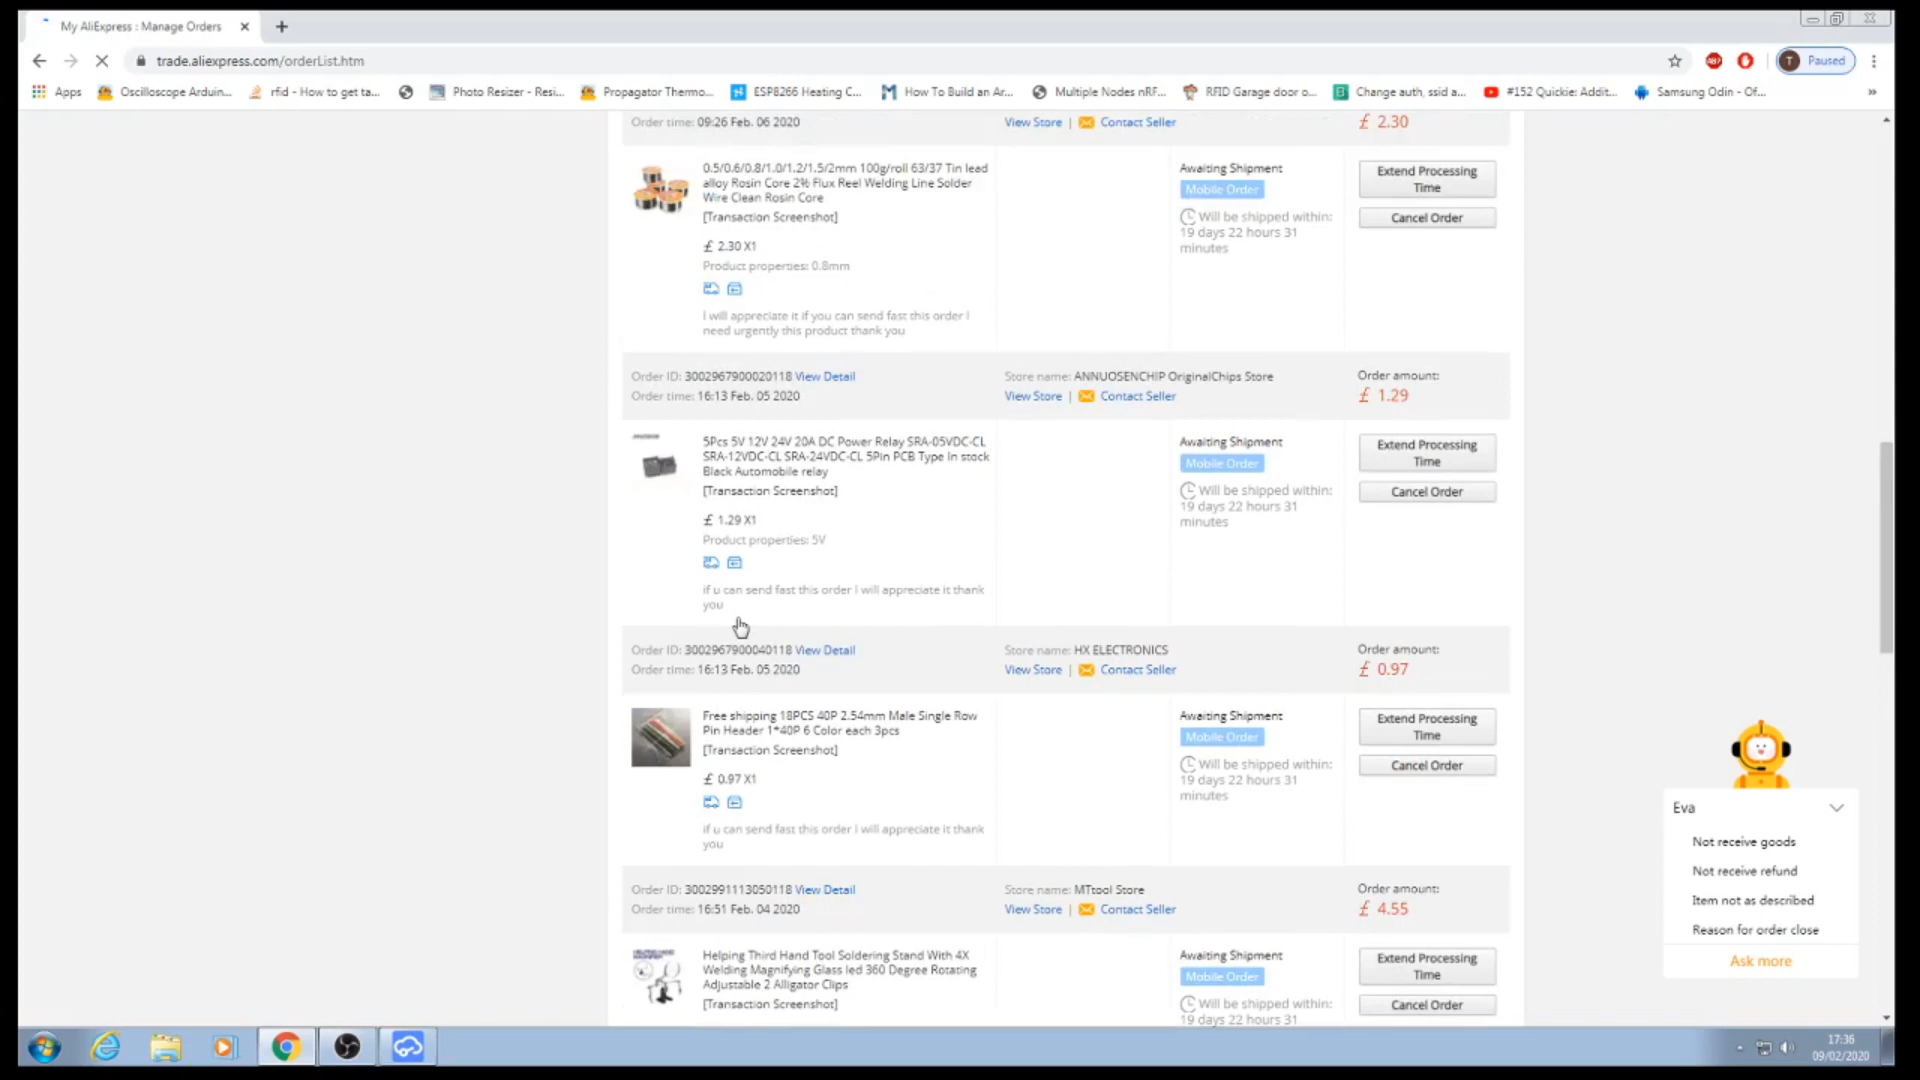 My AliExpress : Manage Orders
trade.aliexpress.com/orderList.htm
ABP
T Paused
Apps
Oscilloscope Arduin...
rfid - How to get ta...
Photo Resizer - Resi...
Propagator Thermo...
ESP8266 Heating C...
How To Build an Ar...
Multiple Nodes nRF...
RFID Garage door o...
Change auth, ssid a...
#152 Quickie: Addit...
Samsung Odin - Of...
»
Order time: 09:26 Feb. 06 2020
View Store | Contact Seller
£ 2.30
0.5/0.6/0.8/1.0/1.2/1.5/2mm 100g/roll 63/37 Tin lead
alloy Rosin Core 2% Flux Reel Welding Line Solder
Wire Clean Rosin Core
[Transaction Screenshot]
£ 2.30 X1
Product properties: 0.8mm
I will appreciate it if you can send fast this order I
need urgently this product thank you
Awaiting Shipment
Mobile Order
Will be shipped within:
19 days 22 hours 31
minutes
Extend Processing
Time
Cancel Order
Order ID: 3002967900020118 View Detail
Order time: 16:13 Feb. 05 2020
Store name: ANNUOSENCHIP OriginalChips Store
View Store | Contact Seller
Order amount:
£ 1.29
5Pcs 5V 12V 24V 20A DC Power Relay SRA-05VDC-CL
SRA-12VDC-CL SRA-24VDC-CL 5Pin PCB Type In stock
Black Automobile relay
[Transaction Screenshot]
£ 1.29 X1
Product properties: 5V
if u can send fast this order I will appreciate it thank
you
Awaiting Shipment
Mobile Order
Will be shipped within:
19 days 22 hours 31
minutes
Extend Processing
Time
Cancel Order
Order ID: 3002967900040118 View Detail
Order time: 16:13 Feb. 05 2020
Store name: HX ELECTRONICS
View Store | Contact Seller
Order amount:
£ 0.97
Free shipping 18PCS 40P 2.54mm Male Single Row
Pin Header 1*40P 6 Color each 3pcs
[Transaction Screenshot]
£ 0.97 X1
if u can send fast this order I will appreciate it thank
you
Awaiting Shipment
Mobile Order
Will be shipped within:
19 days 22 hours 31
minutes
Extend Processing
Time
Cancel Order
Order ID: 3002991113050118 View Detail
Order time: 16:51 Feb. 04 2020
Store name: MTtool Store
View Store | Contact Seller
Order amount:
£ 4.55
Helping Third Hand Tool Soldering Stand With 4X
Welding Magnifying Glass led 360 Degree Rotating
Adjustable 2 Alligator Clips
[Transaction Screenshot]
Awaiting Shipment
Mobile Order
Will be shipped within:
19 days 22 hours 31
Extend Processing
Time
Cancel Order
Eva
Not receive goods
Not receive refund
Item not as described
Reason for order close
Ask more
17:36
09/02/2020